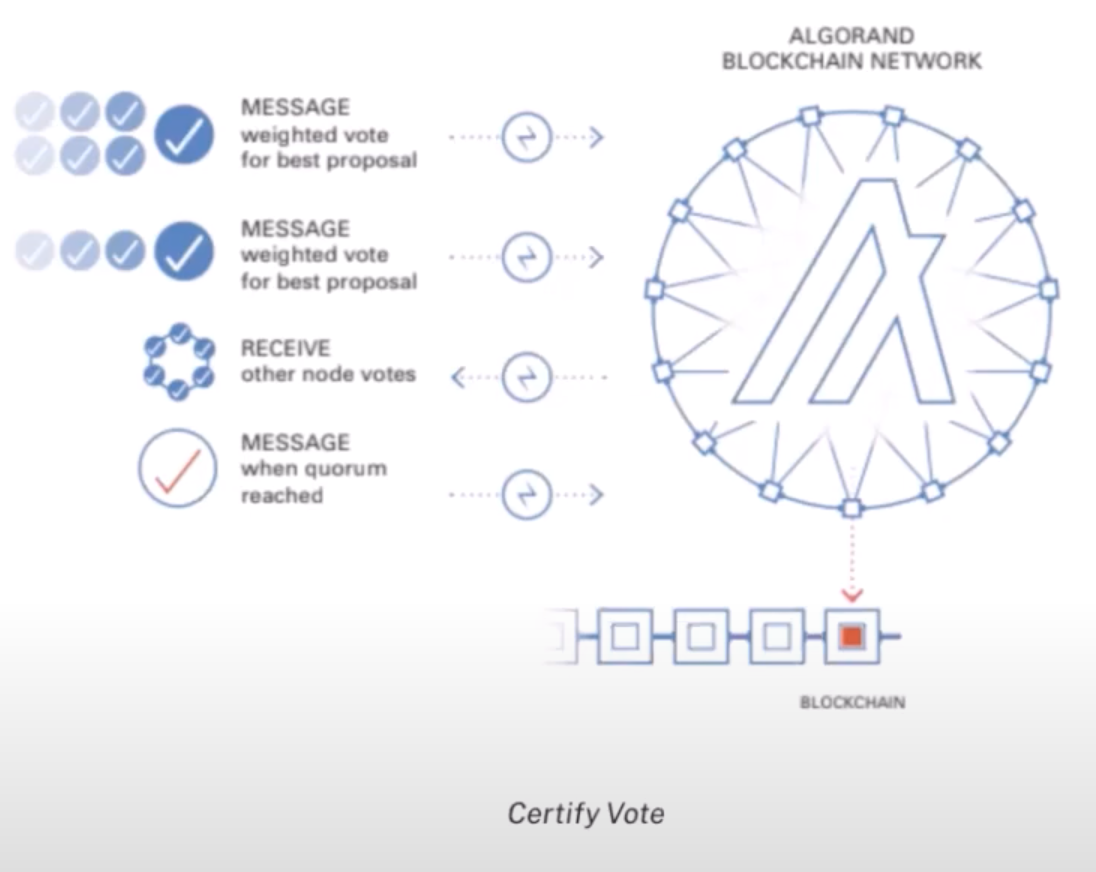 ALGORAND
BLOCKCHAIN NETWORK
MESSAGE
weighted vote
for best proposal
MESSAGE
weighted vote
for best proposal
RECEIVE
other node votes
MESSAGE
when quorum
reached
BLOCKCHAIN
Certify Vote